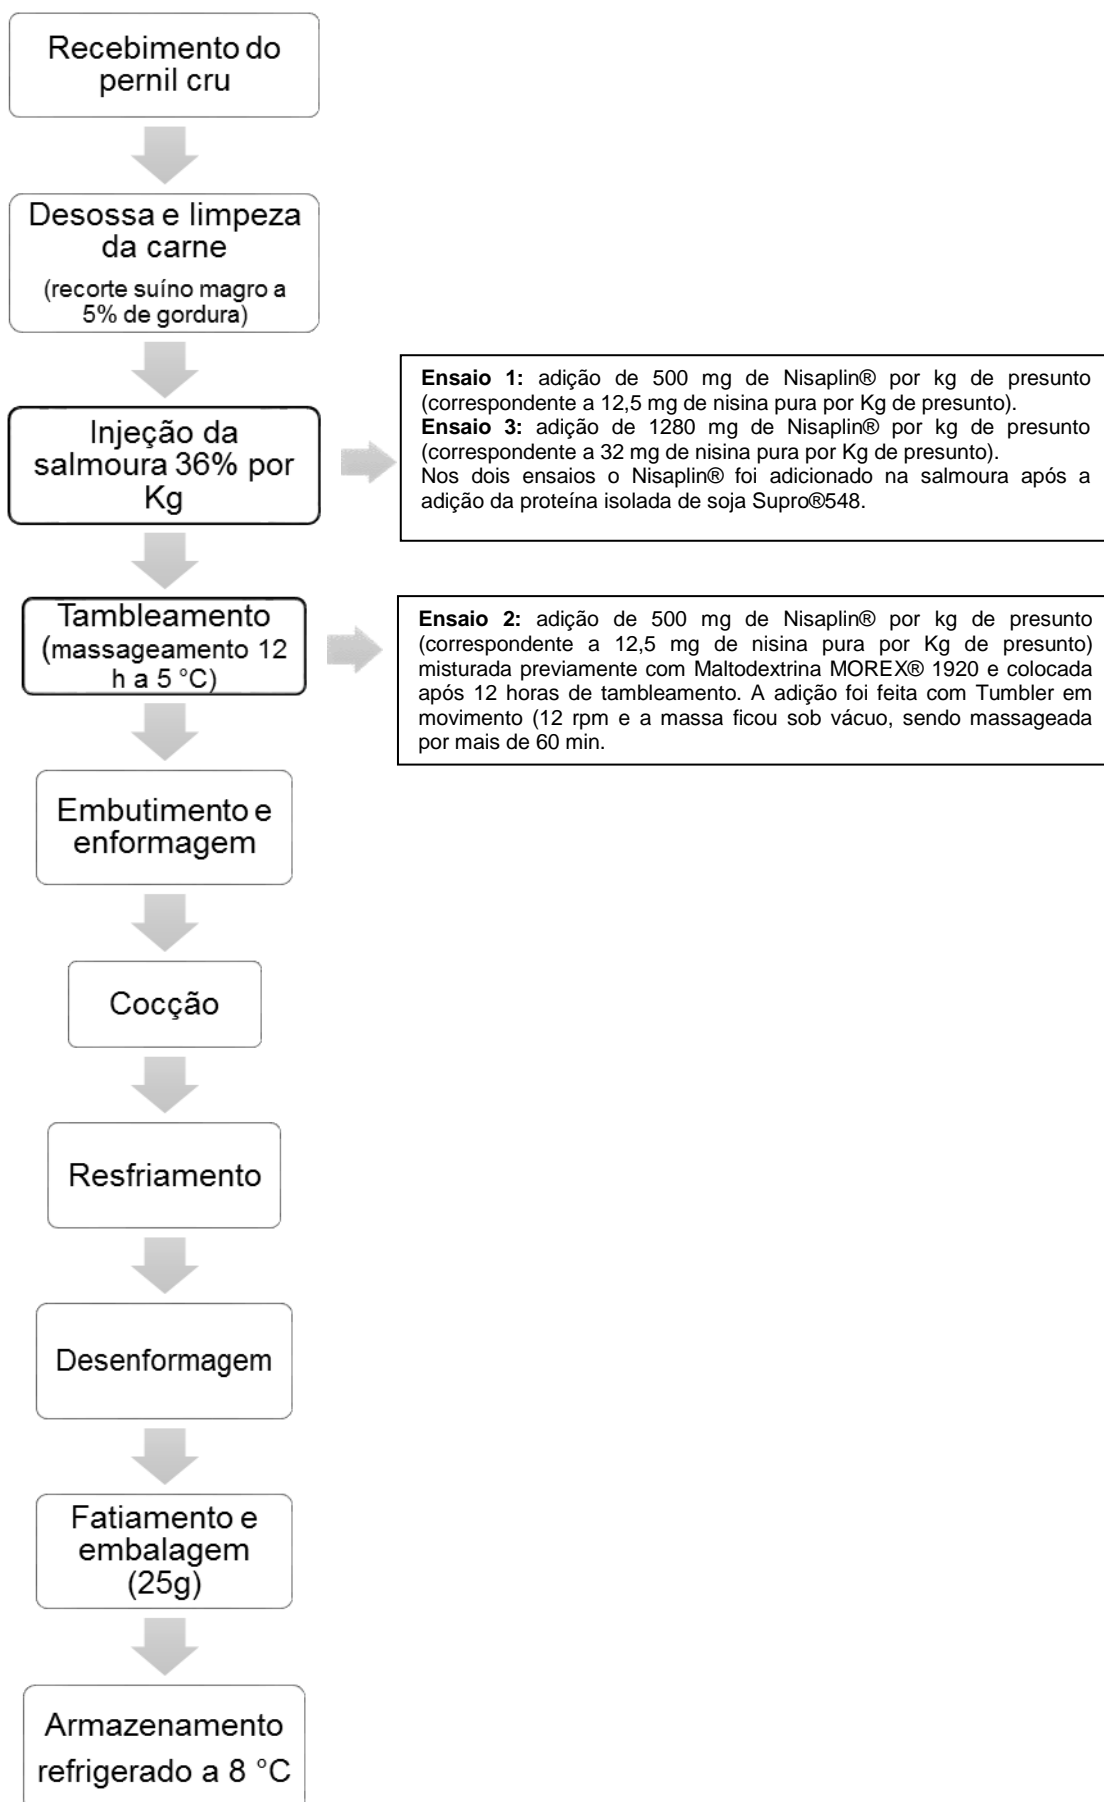 Recebimento do
pernil cru
Desossa e limpeza
da carne
(recorte suíno magro a
5% de gordura)
Injeção da
salmoura 36% por
Kg
Ensaio 1: adição de 500 mg de Nisaplin® por kg de presunto
(correspondente a 12,5 mg de nisina pura por Kg de presunto).
Ensaio 3: adição de 1280 mg de Nisaplin® por kg de presunto
(correspondente a 32 mg de nisina pura por Kg de presunto).
Nos dois ensaios o Nisaplin® foi adicionado na salmoura após a
adição da proteína isolada de soja Supro®548.
Tambleamento
(massageamento 12
h a 5 °C)
Ensaio 2: adição de 500 mg de Nisaplin® por kg de presunto
(correspondente a 12,5 mg de nisina pura por Kg de presunto)
misturada previamente com Maltodextrina MOREX® 1920 e colocada
após 12 horas de tambleamento. A adição foi feita com Tumbler em
movimento (12 rpm e a massa ficou sob vácuo, sendo massageada
por mais de 60 min.
Embutimento e
enformagem
Cocção
Resfriamento
Desenformagem
Fatiamento e
embalagem
(25g)
Armazenamento
refrigerado a 8 °C